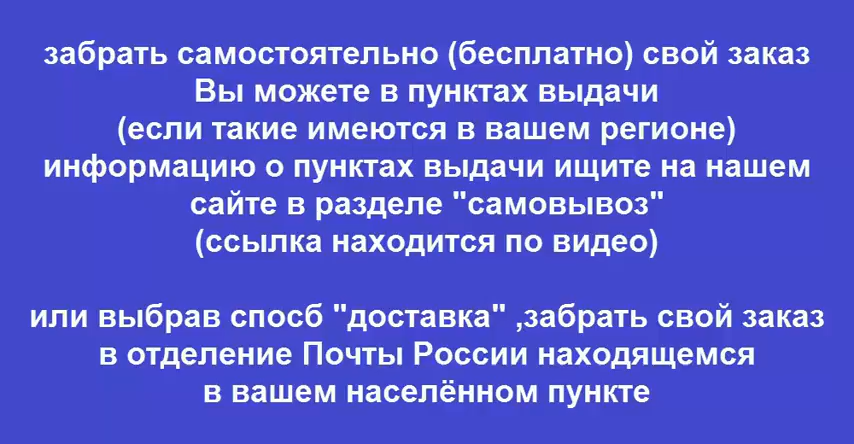 забрать самостоятельно (бесплатно) свой заказ
Вы можете в пунктах выдачи
(если такие имеются в вашем регионе)
информацию о пунктах выдачи ищите на нашем
сайте в разделе "самовывоз"
(ссылка находится по видео)
или выбрав спосб "доставка" ,забрать свой заказ
в отделение Почты России находящемся
в вашем населённом пункте